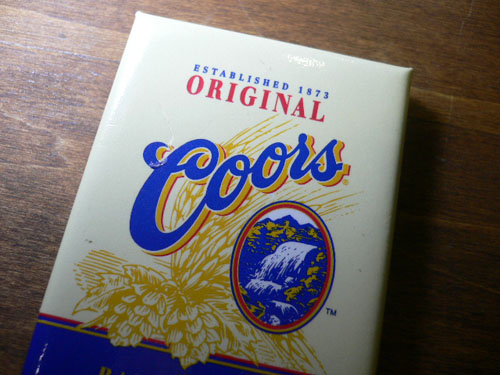 ESTABLISHED 1873
ORIGINAL
Coors®
TM